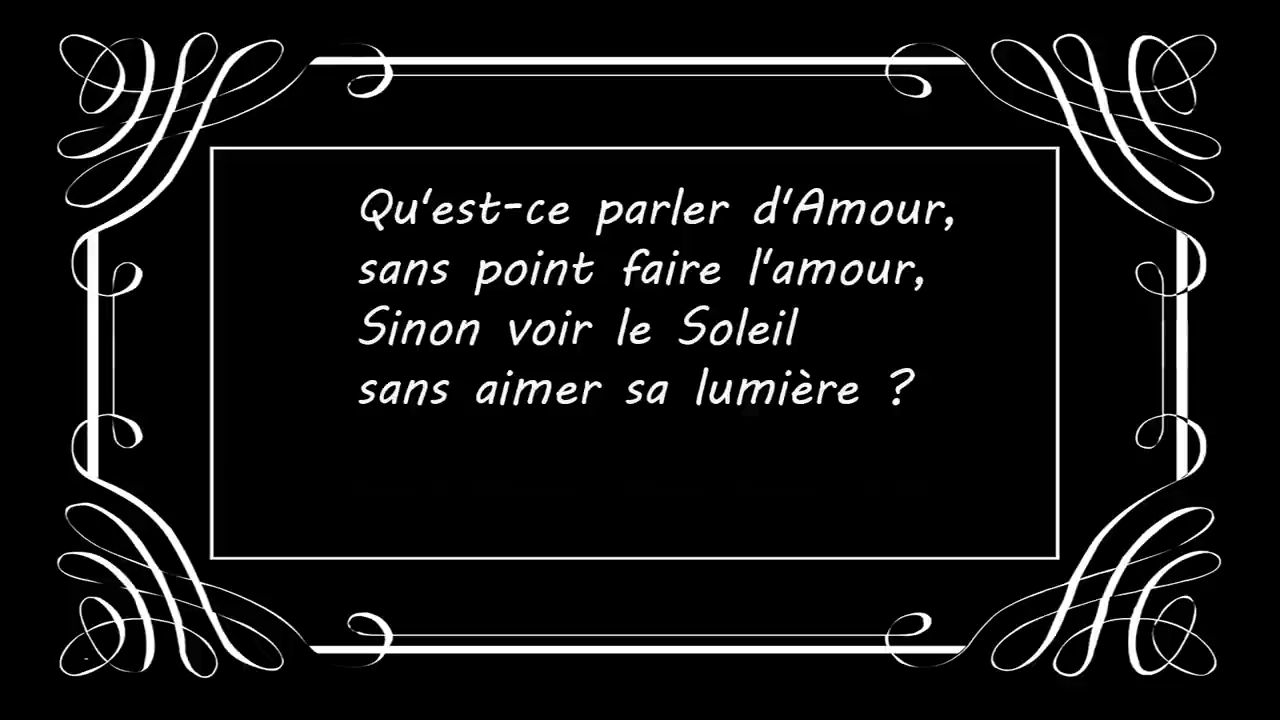 Qu'est-ce parler d'Amour,
sans point faire l'amour,
Sinon voir le Soleil
sans aimer sa lumière ?